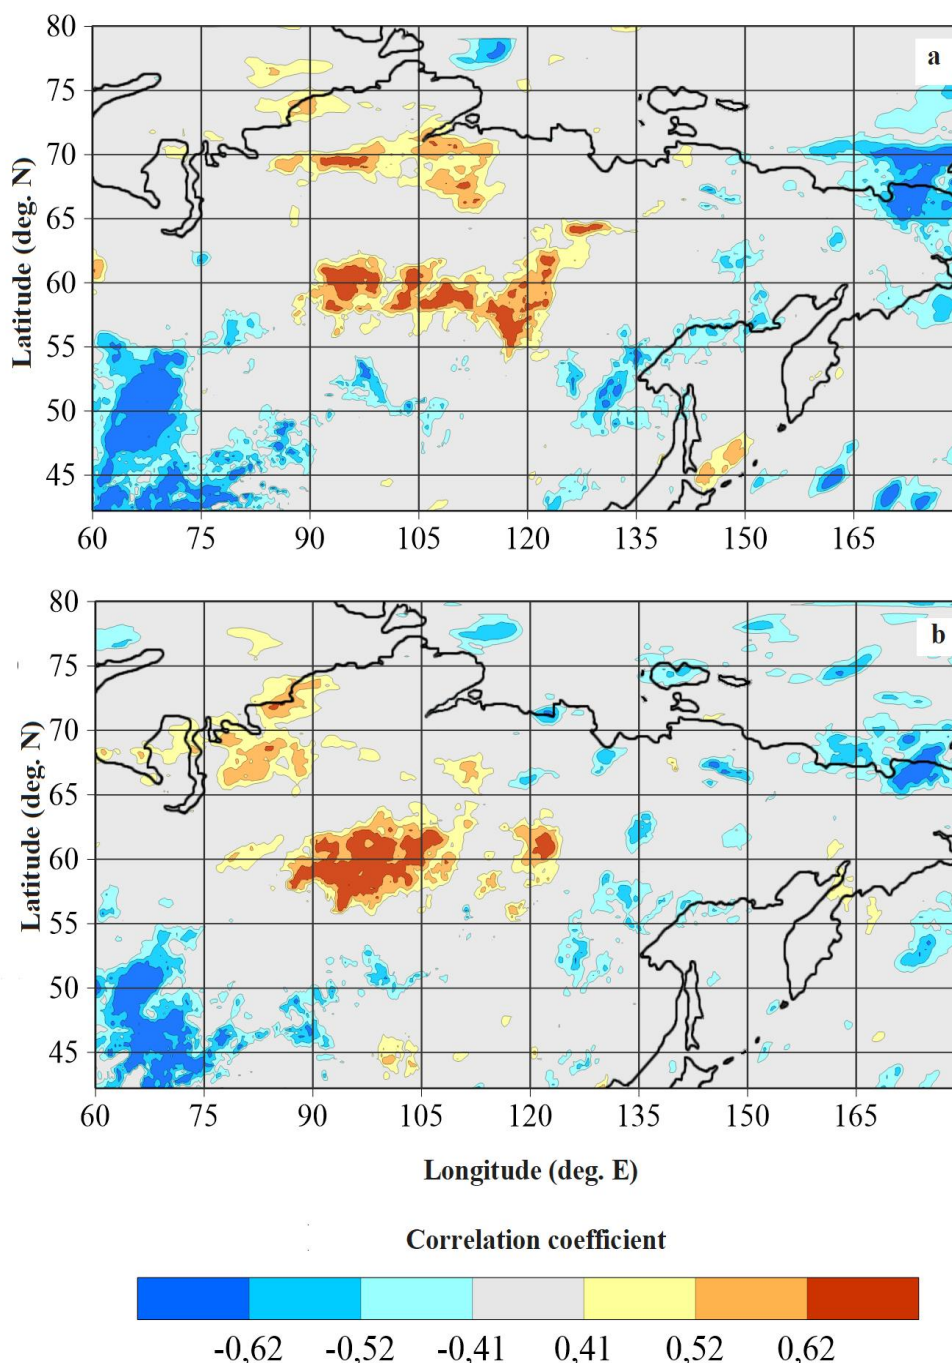 80
a
75
70
65
60
55
50
45
Latitude (deg. N)
60 75 90 105 120 135 150 165
80
b
75
70
65
60
55
50
45
Latitude (deg. N)
60 75 90 105 120 135 150 165
Longitude (deg. E)
Correlation coefficient
-0,62 -0,52 -0,41 0,41 0,52 0,62